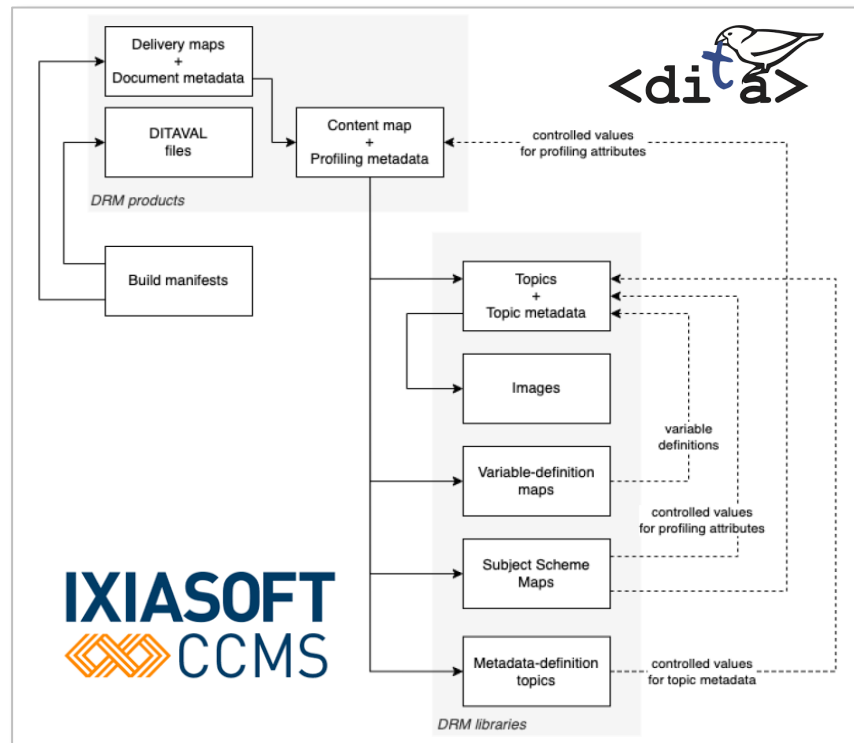 Delivery maps
+
Document metadata
<dita>
DITAVAL
files
Content map
+
Profiling metadata
controlled values
for profiling attributes
DRM products
Build manifests
Topics
+
Topic metadata
Images
variable
definitions
Variable-definition
maps
controlled values
for profiling attributes
Subject Scheme
Maps
IXIASOFT
CCMS
Metadata-definition
topics
controlled values
for topic metadata
DRM libraries